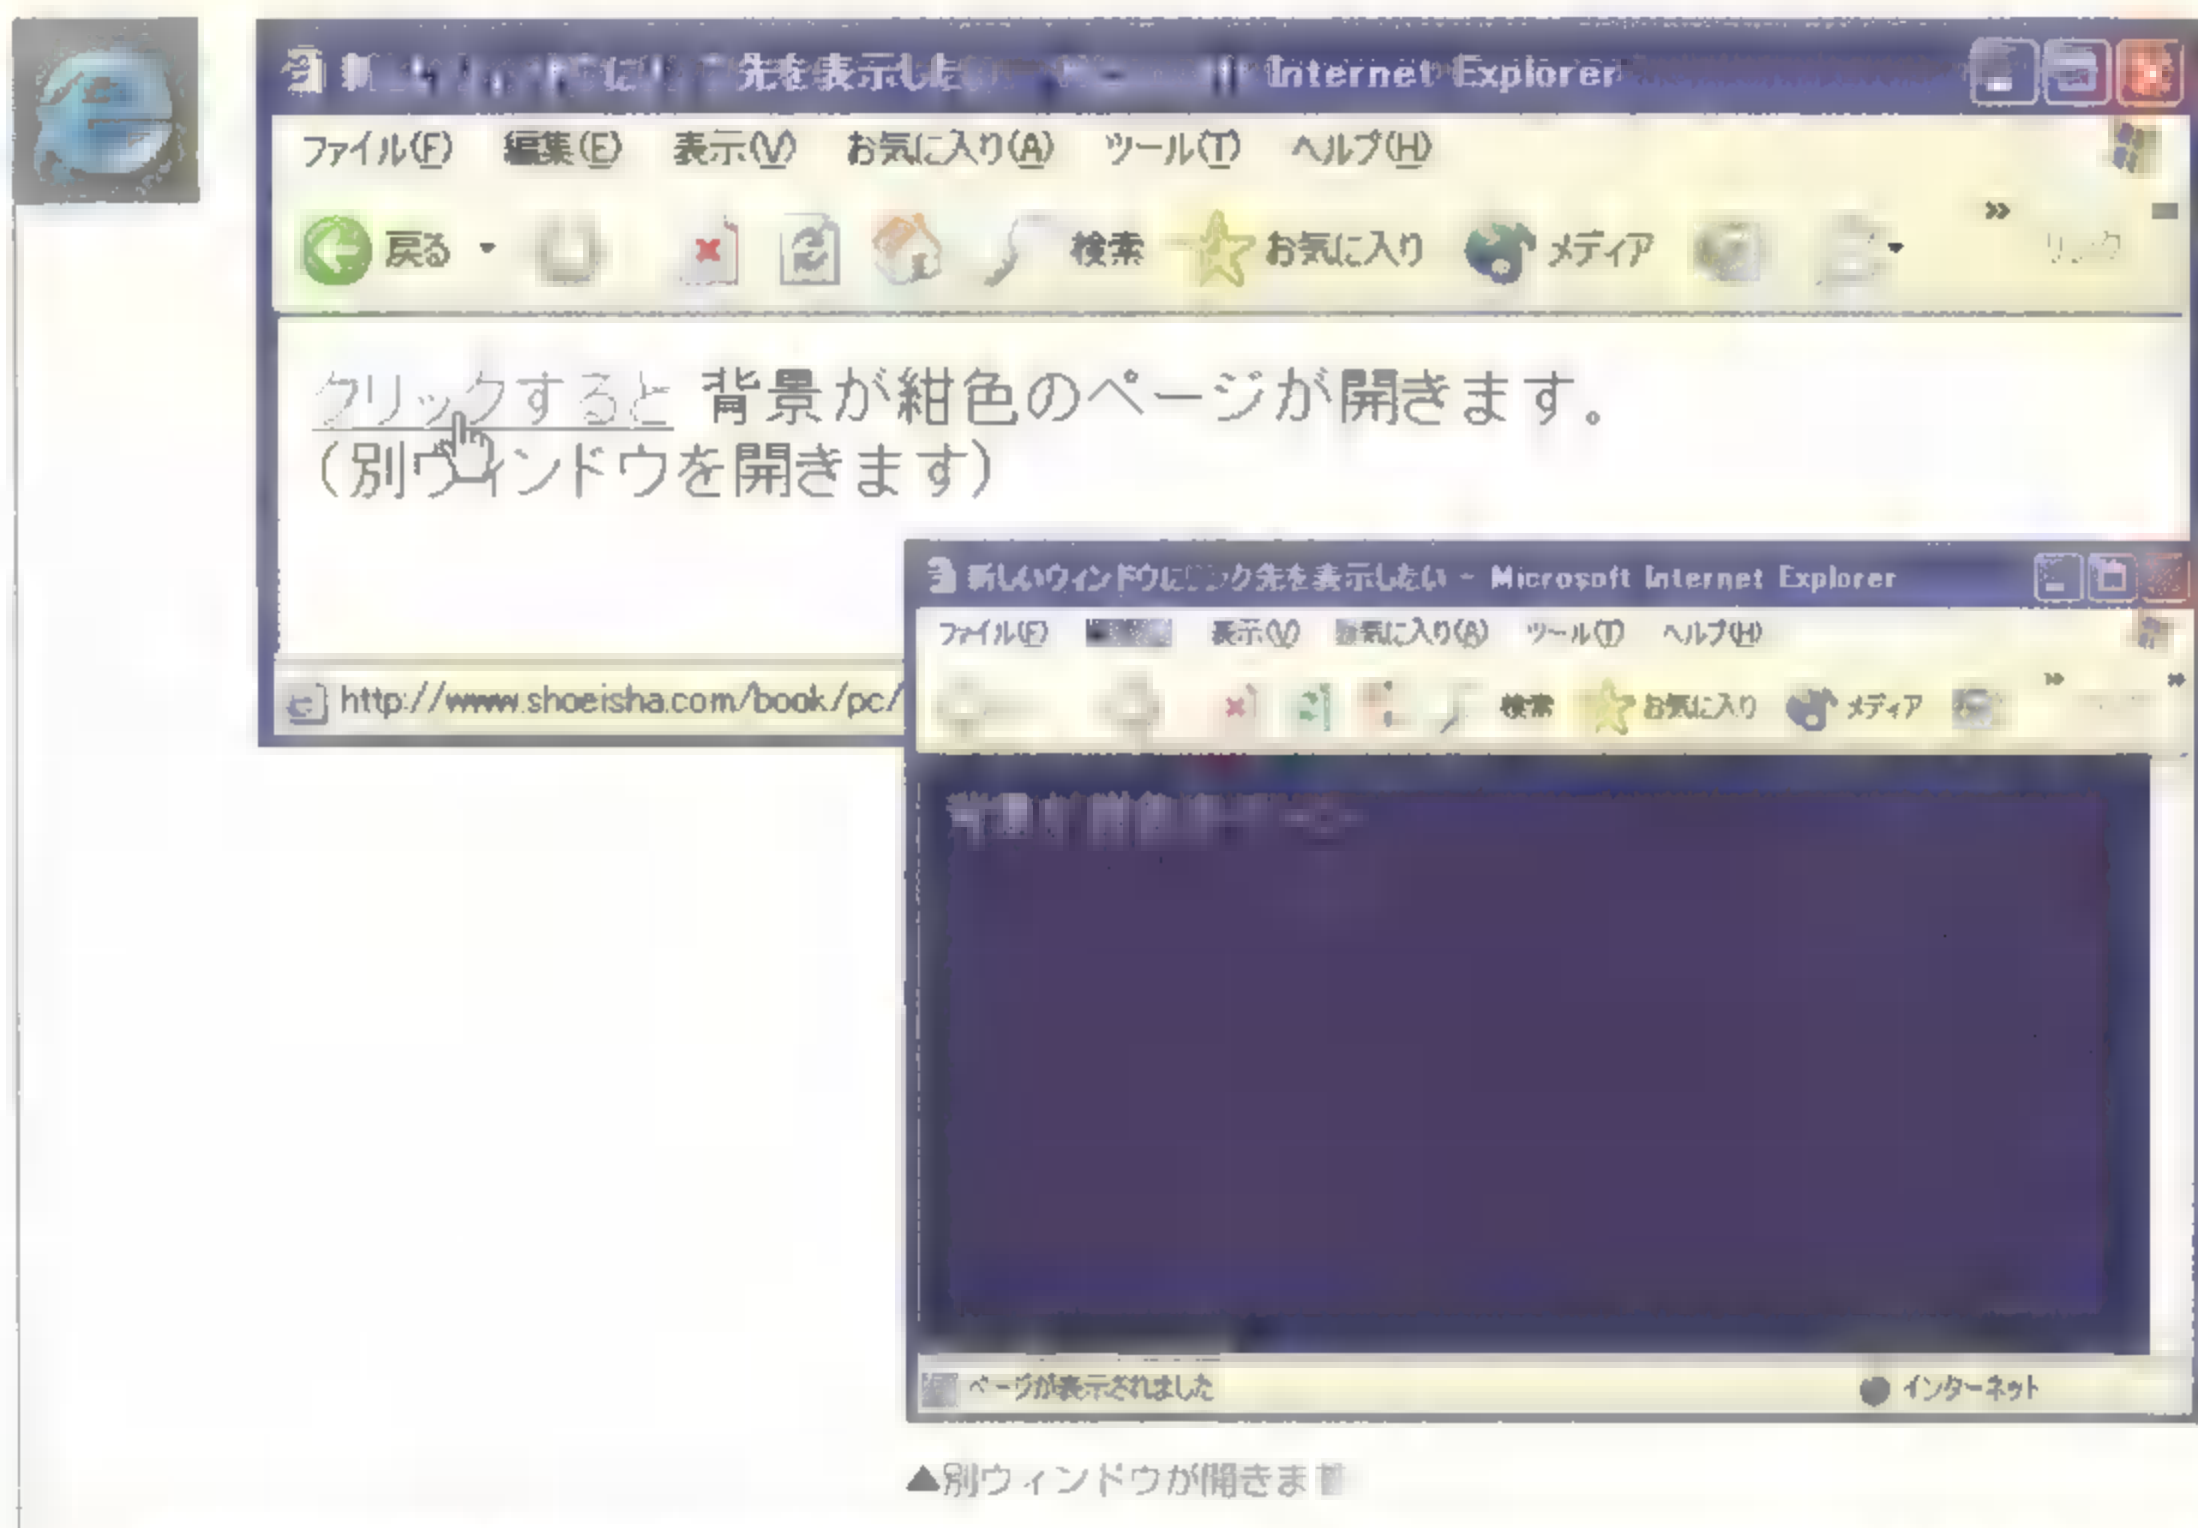 に 先を表示した Internet Explorer
ファイル(F) 編集(E) 表示(V) お気に入り(A) ツール(T) ヘルプ(H)
戻る 検索 お気に入り メディア »
クリックすると 背景が紺色のページが開きます。
(別ウィンドウを開きます)
http://www.shoeisha.com/book/pc/
新しいウィンドウに ンク先を表示したい - Microsoft Internet Explorer
ファイル(F) 表示(V) お気に入り(A) ツール(T) ヘルプ(H)
検索 お気に入り メディア » »
ページが表示されました インターネット
▲別ウィンドウが開きま